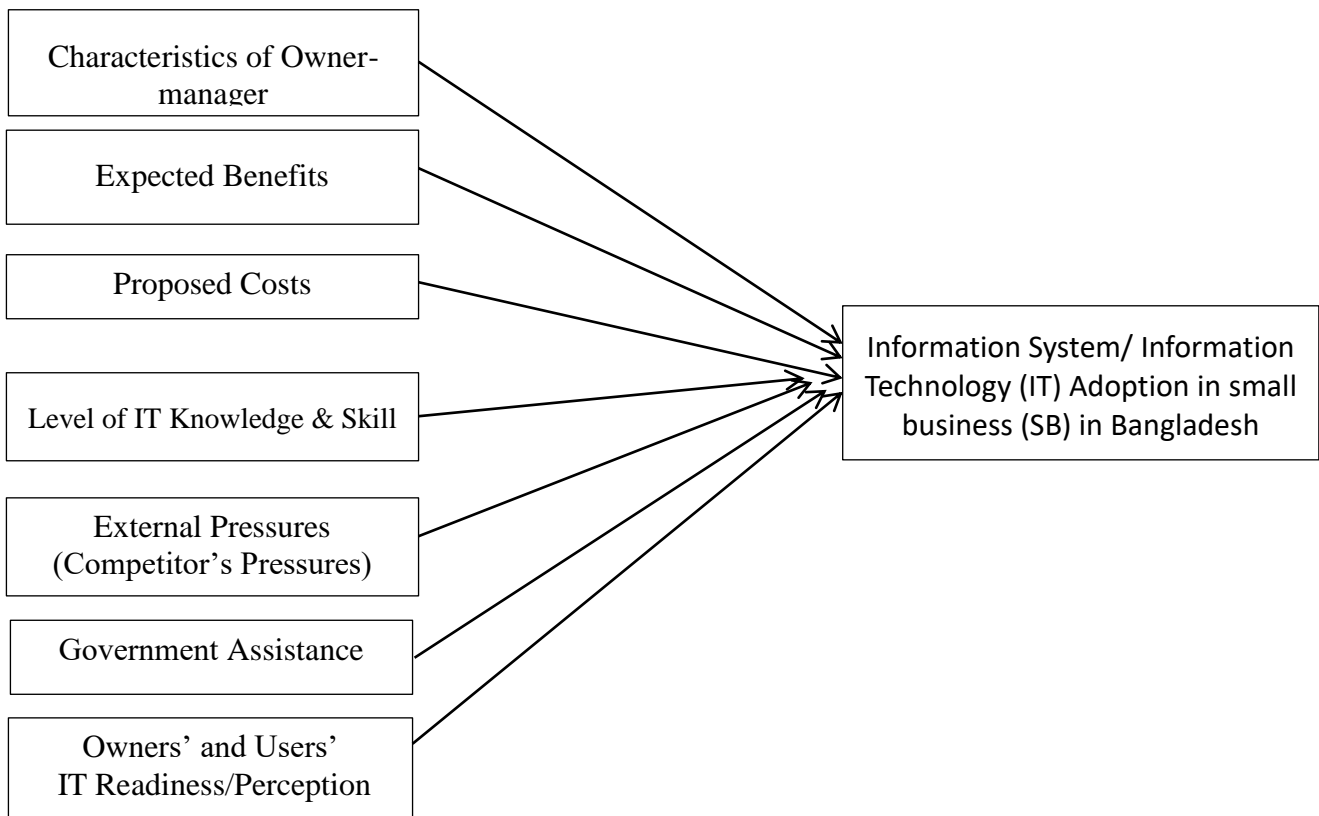 Characteristics of Owner-
manager
Expected Benefits
Proposed Costs
Level of IT Knowledge & Skill
External Pressures
(Competitor’s Pressures)
Government Assistance
Owners’ and Users’
IT Readiness/Perception
Information System/ Information
Technology (IT) Adoption in small
business (SB) in Bangladesh